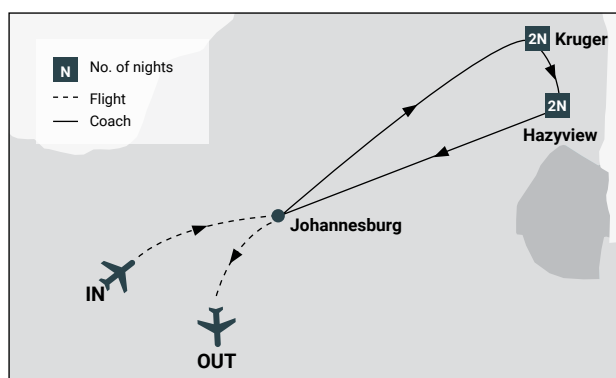 N No. of nights
Flight
Coach
2N Kruger
2N
Hazyview
Johannesburg
IN
OUT